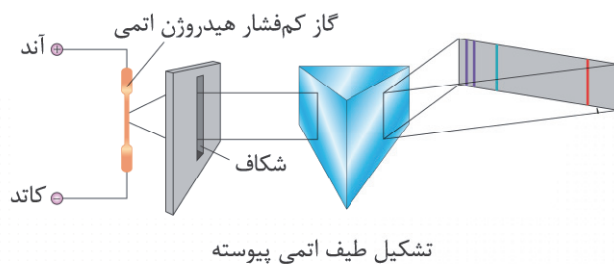 گاز کم‌فشار هیدروژن اتمی
آند
شکاف
کاتد
تشکیل طیف اتمی پیوسته